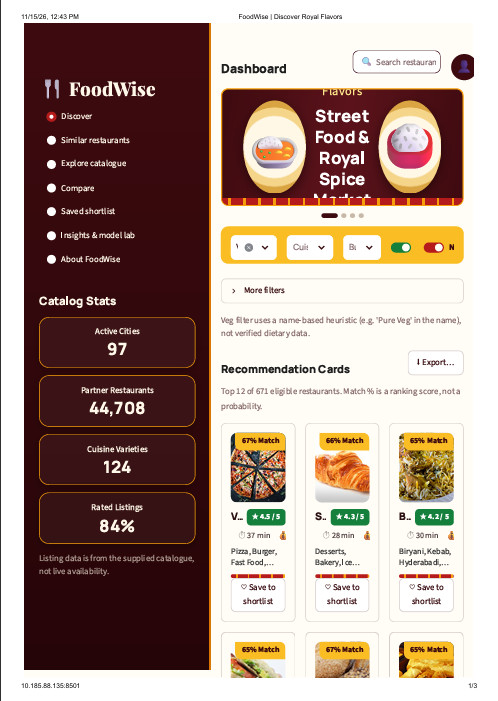 11/15/26, 12:43 PM
FoodWise | Discover Royal Flavors
FoodWise
Discover
Similar restaurants
Explore catalogue
Compare
Saved shortlist
Insights & model lab
About FoodWise
Catalog Stats
Active Cities
97
Partner Restaurants
44,708
Cuisine Varieties
124
Rated Listings
84%
Listing data is from the supplied catalogue,
not live availability.
Dashboard
Search restauran
Flavors
Street
Food &
Royal
Spice
Market
Cuis
N
More filters
Veg filter uses a name-based heuristic (e.g. 'Pure Veg' in the name),
not verified dietary data.
Recommendation Cards
⬇ Export...
Top 12 of 671 eligible restaurants. Match % is a ranking score, not a
probability.
67% Match
V...
★ 4.5 / 5
37 min
Pizza, Burger,
Fast Food,...
♡ Save to
shortlist
66% Match
S...
★ 4.3 / 5
28 min
Desserts,
Bakery, Ice...
♡ Save to
shortlist
65% Match
B...
★ 4.2 / 5
30 min
Biryani, Kebab,
Hyderabadi,...
♡ Save to
shortlist
65% Match
67% Match
65% Match
10.185.88.135:8501
1/3